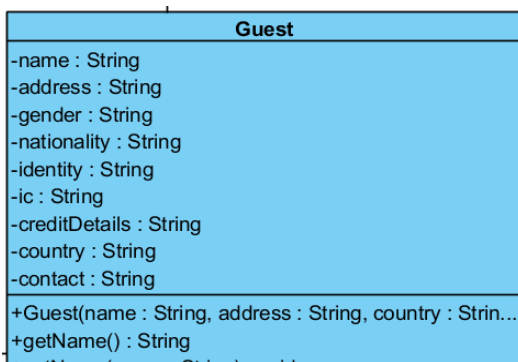 Guest
-name : String
-address : String
-gender : String
-nationality : String
-identity : String
-ic : String
-creditDetails : String
-country : String
-contact : String
+Guest(name : String, address : String, country : Strin...
+getName() : String